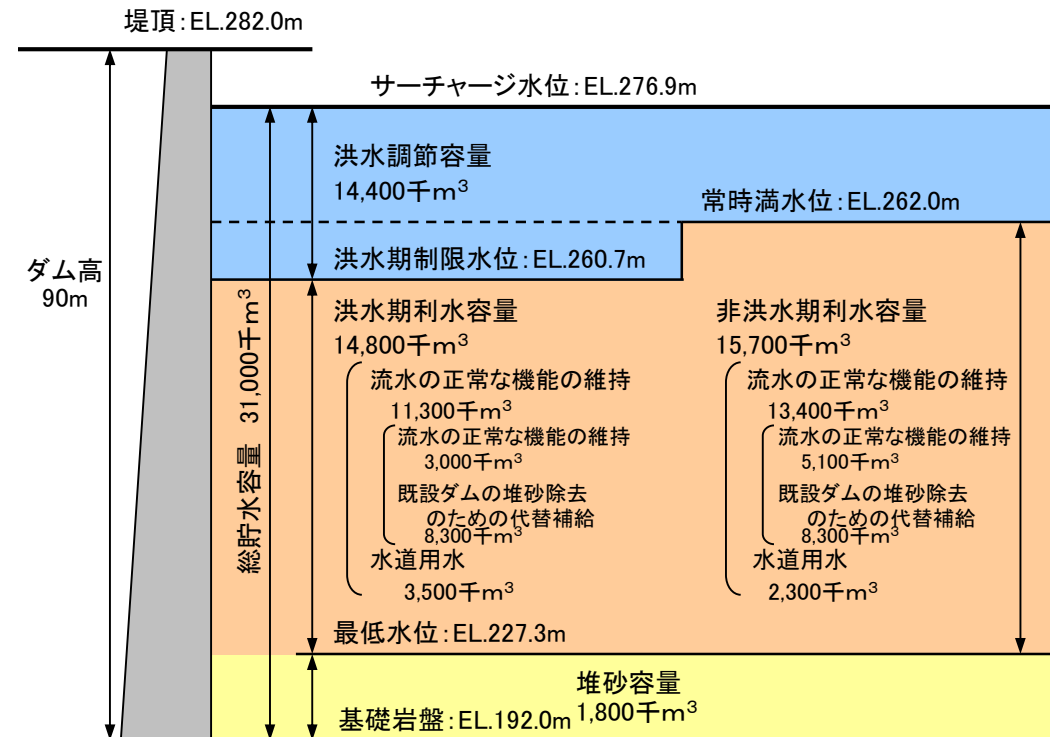 堤頂:EL.282.0m
サーチャージ水位:EL.276.9m
洪水調節容量
14,400千m³
常時満水位:EL.262.0m
洪水期制限水位:EL.260.7m
ダム高
90m
総貯水容量 31,000千m³
洪水期利水容量
14,800千m³
流水の正常な機能の維持
11,300千m³
流水の正常な機能の維持
3,000千m³
既設ダムの堆砂除去
のための代替補給
8,300千m³
水道用水
3,500千m³
非洪水期利水容量
15,700千m³
流水の正常な機能の維持
13,400千m³
流水の正常な機能の維持
5,100千m³
既設ダムの堆砂除去
のための代替補給
8,300千m³
水道用水
2,300千m³
最低水位:EL.227.3m
堆砂容量
1,800千m³
基礎岩盤:EL.192.0m